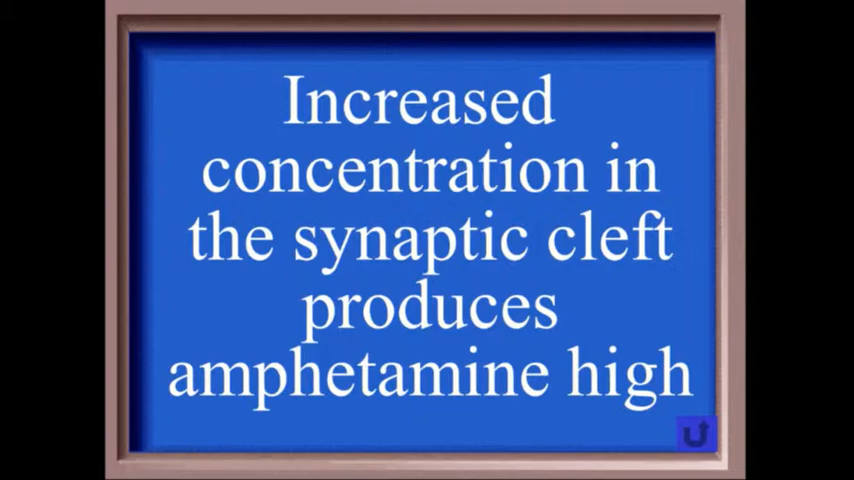 Increased
concentration in
the synaptic cleft
produces
amphetamine high